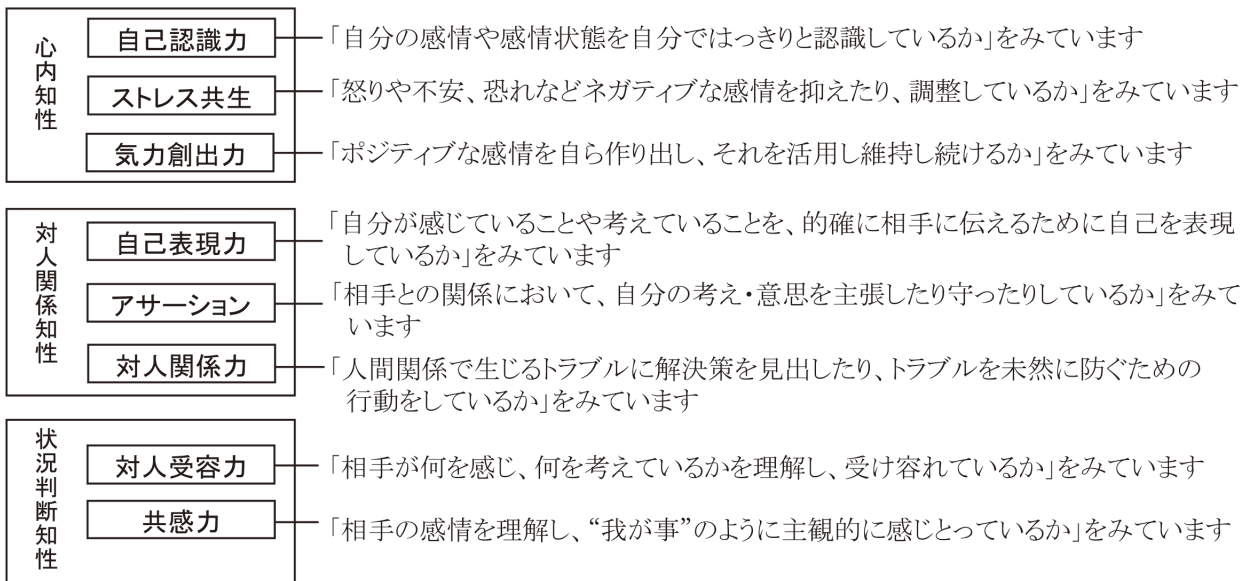 心内知性
自己認識力
「自分の感情や感情状態を自分ではっきりと認識しているか」をみています
ストレス共生
「怒りや不安、恐れなどネガティブな感情を抑えたり、調整しているか」をみています
気力創出力
「ポジティブな感情を自ら作り出し、それを活用し維持し続けるか」をみています
対人関係知性
自己表現力
「自分が感じていることや考えていることを、的確に相手に伝えるために自己を表現
しているか」をみています
アサーション
「相手との関係において、自分の考え・意思を主張したり守ったりしているか」をみて
います
対人関係力
「人間関係で生じるトラブルに解決策を見出したり、トラブルを未然に防ぐための
行動をしているか」をみています
状況判断知性
対人受容力
「相手が何を感じ、何を考えているかを理解し、受け容れているか」をみています
共感力
「相手の感情を理解し、“我が事”のように主観的に感じとっているか」をみています